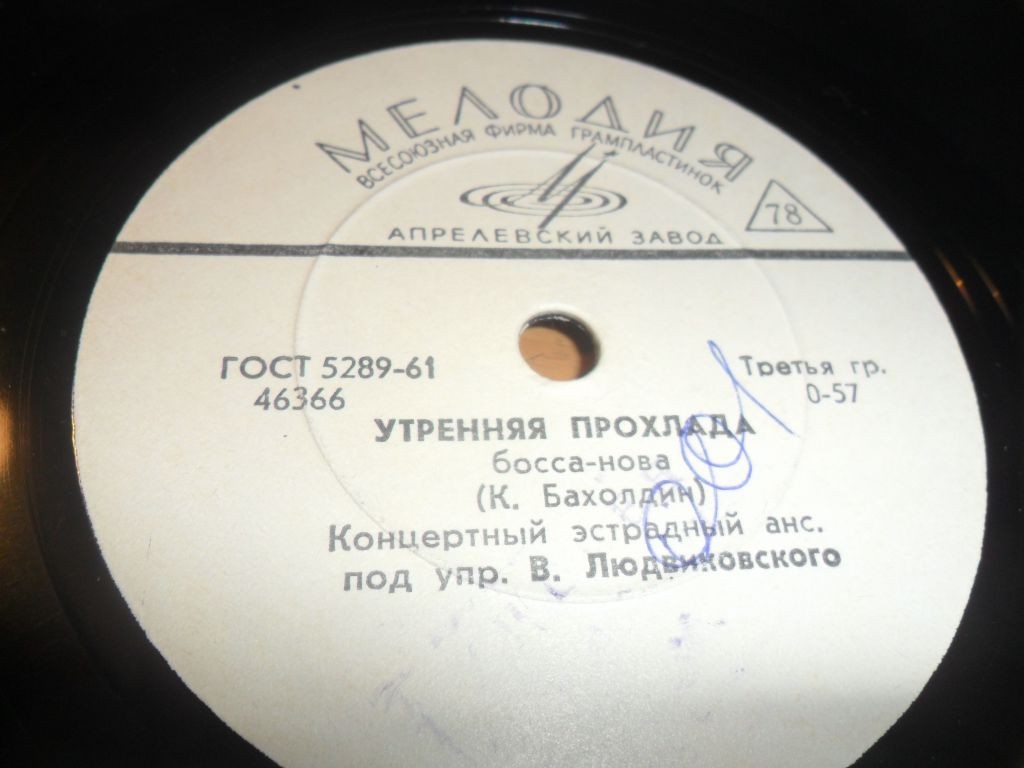 МЕЛОДИЯ
ВСЕСОЮЗНАЯ ФИРМА ГРАМПЛАСТИНОК
78
АПРЕЛЕВСКИЙ ЗАВОД
ГОСТ 5289-61
46366
Третья гр.
0-57
УТРЕННЯЯ ПРОХЛАДА
босса-нова
(К. Бахолдин)
Концертный эстрадный анс.
под упр. В. Людвиковского